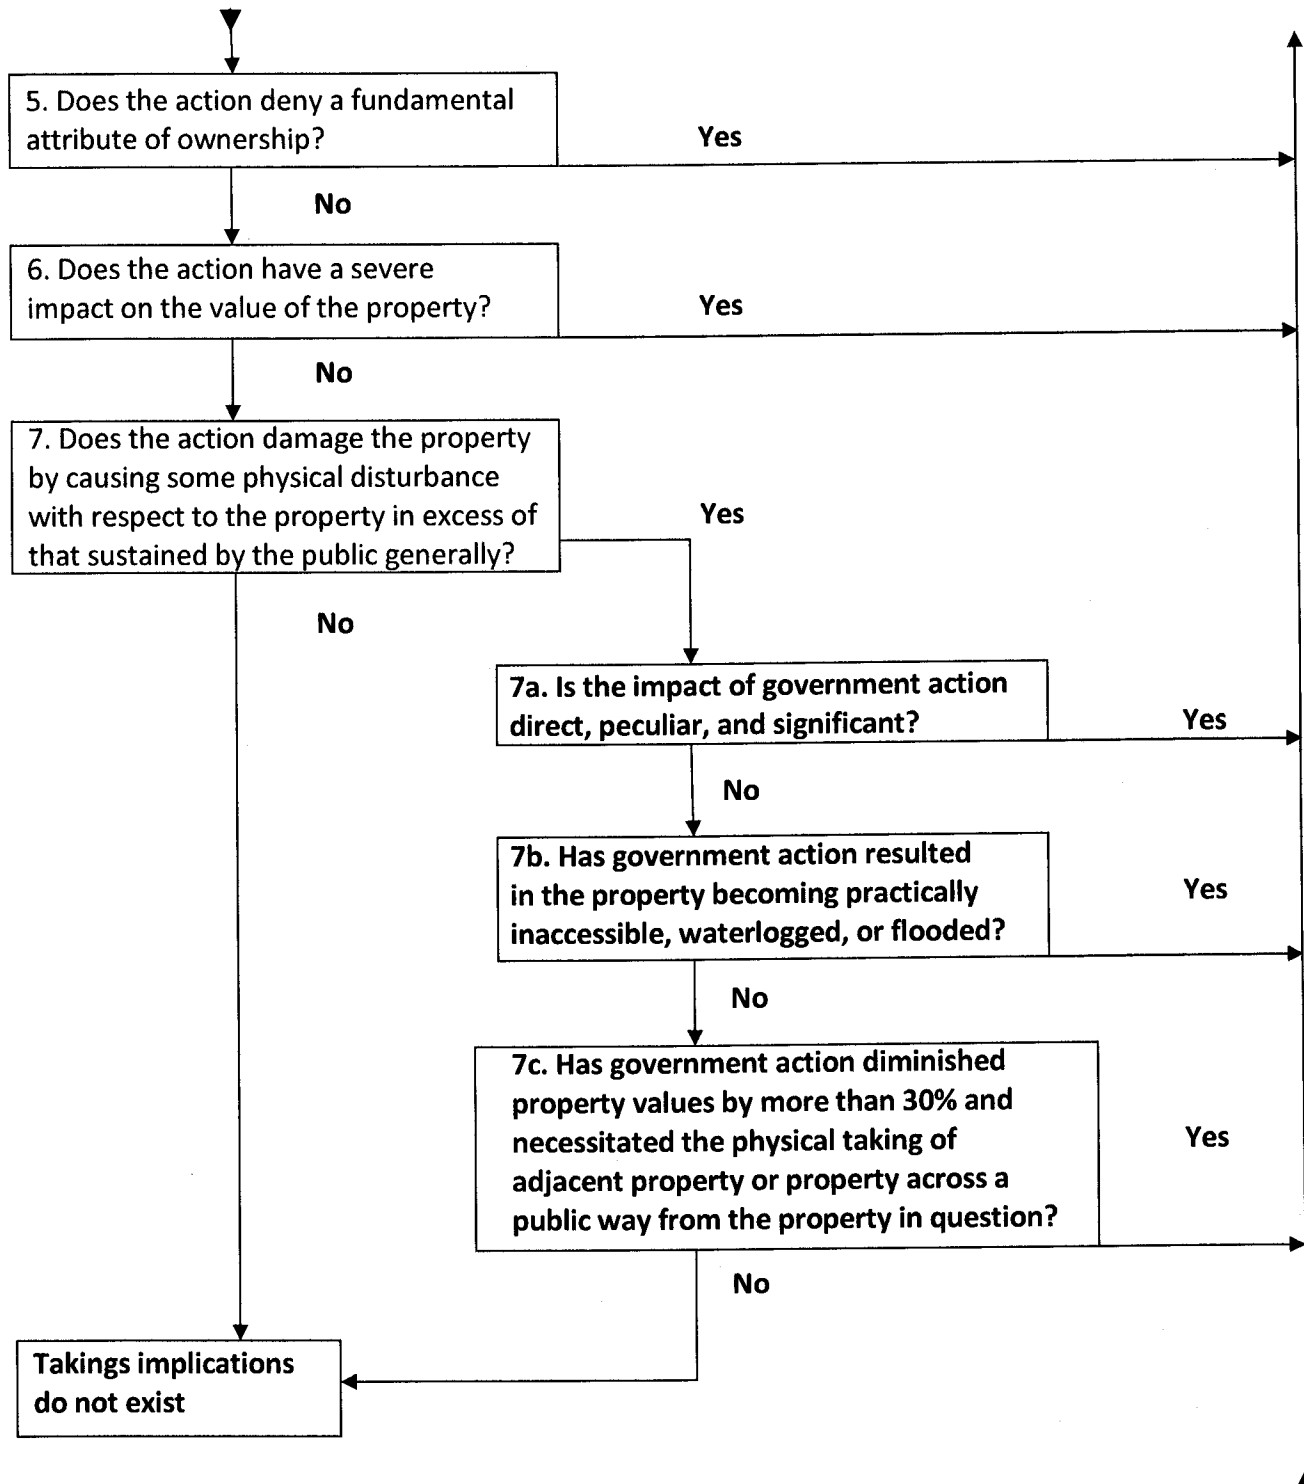 5. Does the action deny a fundamental
attribute of ownership?
Yes
No
6. Does the action have a severe
impact on the value of the property?
Yes
No
7. Does the action damage the property
by causing some physical disturbance
with respect to the property in excess of
that sustained by the public generally?
Yes
No
7a. Is the impact of government action
direct, peculiar, and significant?
Yes
No
7b. Has government action resulted
in the property becoming practically
inaccessible, waterlogged, or flooded?
Yes
No
7c. Has government action diminished
property values by more than 30% and
necessitated the physical taking of
adjacent property or property across a
public way from the property in question?
Yes
No
Takings implications
do not exist